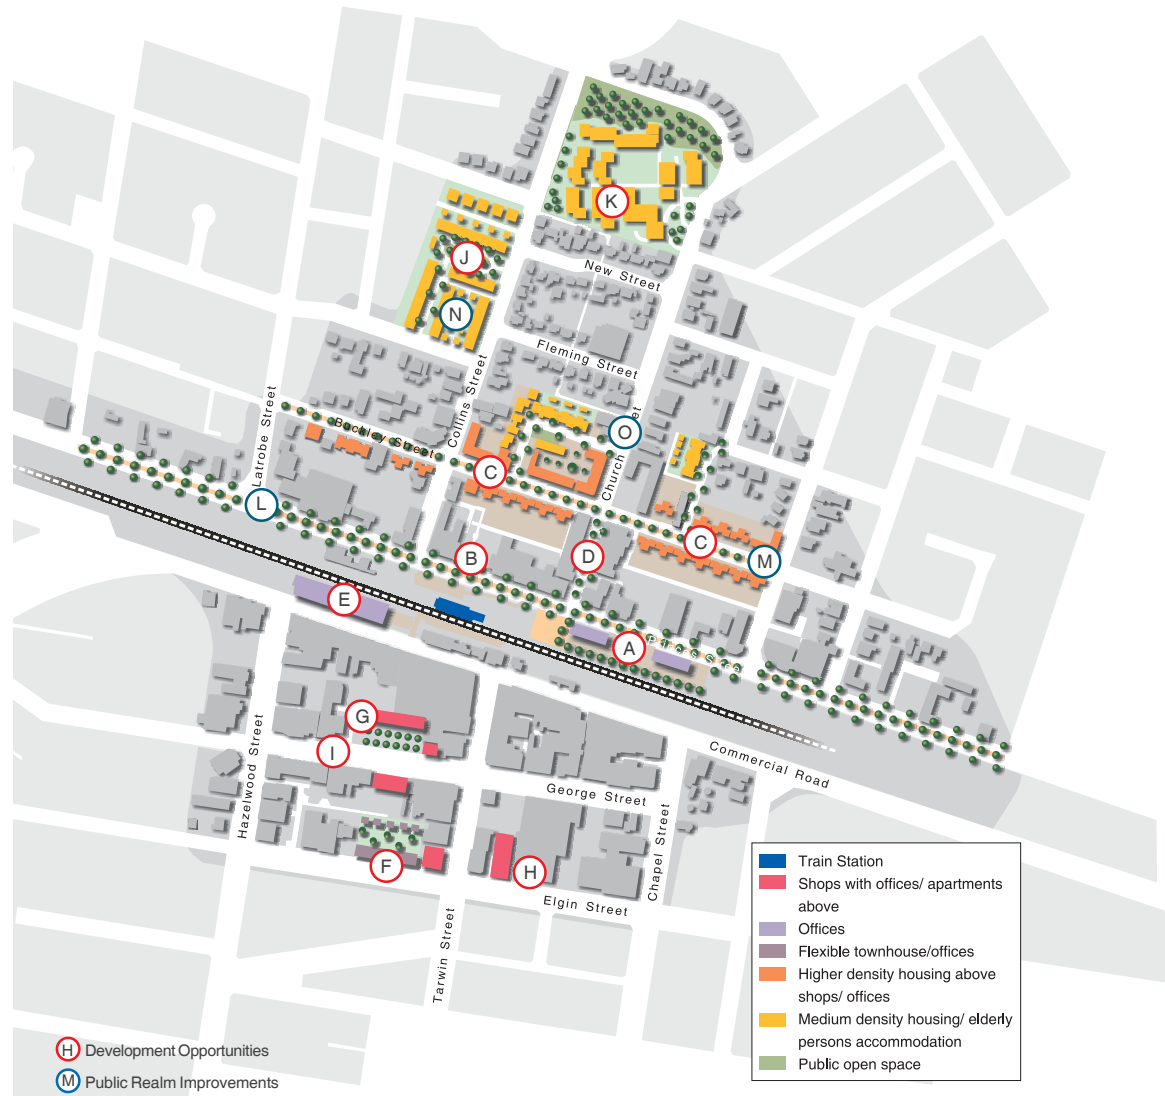 K
New Street
J
N
Fleming Street
Collins Street
Latrobe Street
Buckley Street
O
Church
C
L
B
D
C
M
E
A
G
I
Commercial Road
Hazelwood Street
George Street
Chapel Street
F
H
Elgin Street
Tarwin Street
Train Station
Shops with offices/ apartments
above
Offices
Flexible townhouse/offices
Higher density housing above
shops/ offices
Medium density housing/ elderly
persons accommodation
Public open space
H Development Opportunities
M Public Realm Improvements